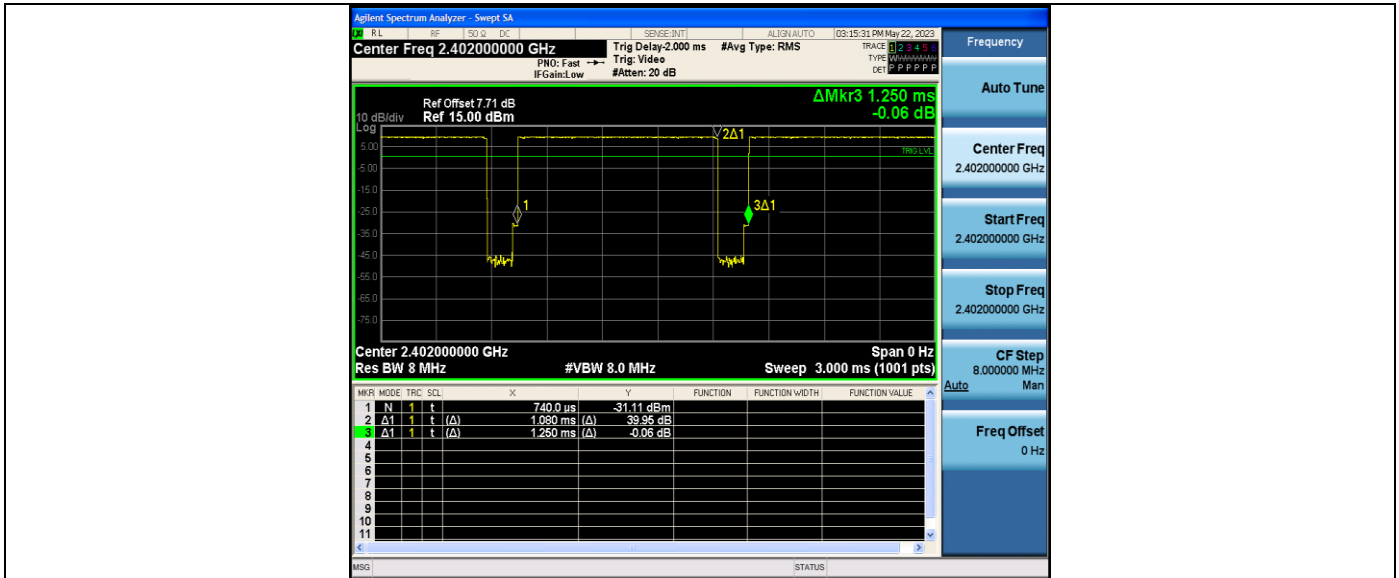 Agilent Spectrum Analyzer - Swept SA
RL RF 50 Ω DC SENSE:INT ALIGN AUTO 03:15:31 PM May 22, 2023
Center Freq 2.402000000 GHz
PNO: Fast
IFGain:Low
Trig Delay-2.000 ms
Trig: Video
#Atten: 20 dB
#Avg Type: RMS
TRACE 1 2 3 4 5 6
TYPE
DET P P P P P P
ΔMkr3 1.250 ms
-0.06 dB
Ref Offset 7.71 dB
10 dB/div Ref 15.00 dBm
Log
5.00
-5.00
-15.0
-25.0
-35.0
-45.0
-55.0
-65.0
-75.0
2Δ1
TRIG LVL
1
3Δ1
Center 2.402000000 GHz Span 0 Hz
Res BW 8 MHz #VBW 8.0 MHz Sweep 3.000 ms (1001 pts)
MKR MODE TRC SCL X Y FUNCTION FUNCTION WIDTH FUNCTION VALUE
1 N 1 t 740.0 us -31.11 dBm
2 Δ1 1 t (Δ) 1.080 ms (Δ) 39.95 dB
3 Δ1 1 t (Δ) 1.250 ms (Δ) -0.06 dB
4
5
6
7
8
9
10
11
MSG STATUS
Frequency
Auto Tune
Center Freq
2.402000000 GHz
Start Freq
2.402000000 GHz
Stop Freq
2.402000000 GHz
CF Step
8.000000 MHz
Auto Man
Freq Offset
0 Hz